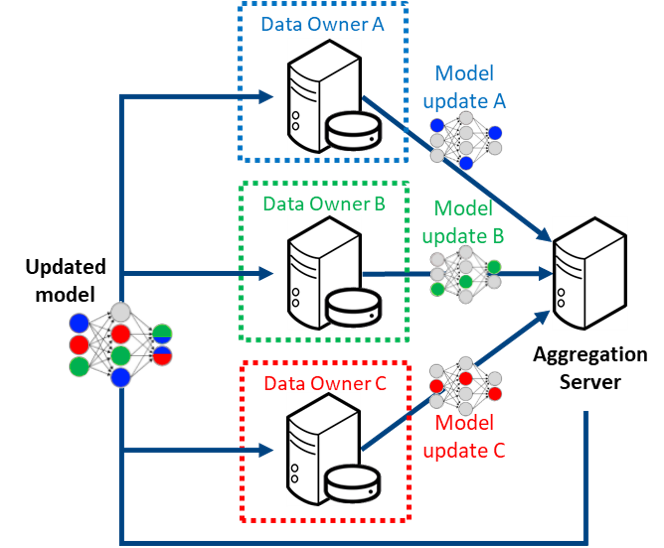 Data Owner A
Model
update A
Data Owner B
Model
update B
Updated
model
Aggregation
Server
Data Owner C
Model
update C